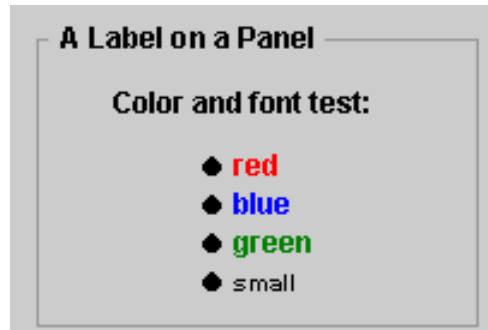 A Label on a Panel
Color and font test:
red
blue
green
small